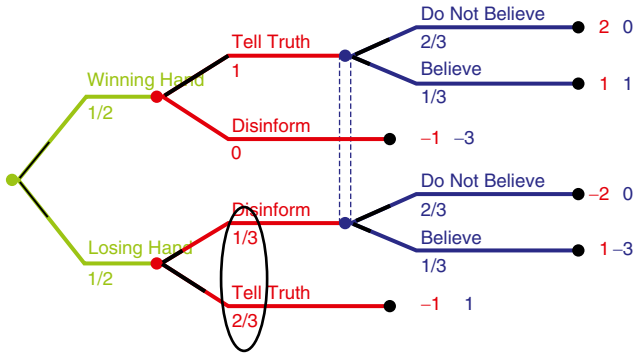 Do Not Believe
2/3
2 0
Tell Truth
1
Believe
1/3
1 1
Winning Hand
1/2
Disinform
0
−1 −3
Do Not Believe
2/3
−2 0
Disinform
1/3
Believe
1/3
1 −3
Losing Hand
1/2
Tell Truth
2/3
−1 1